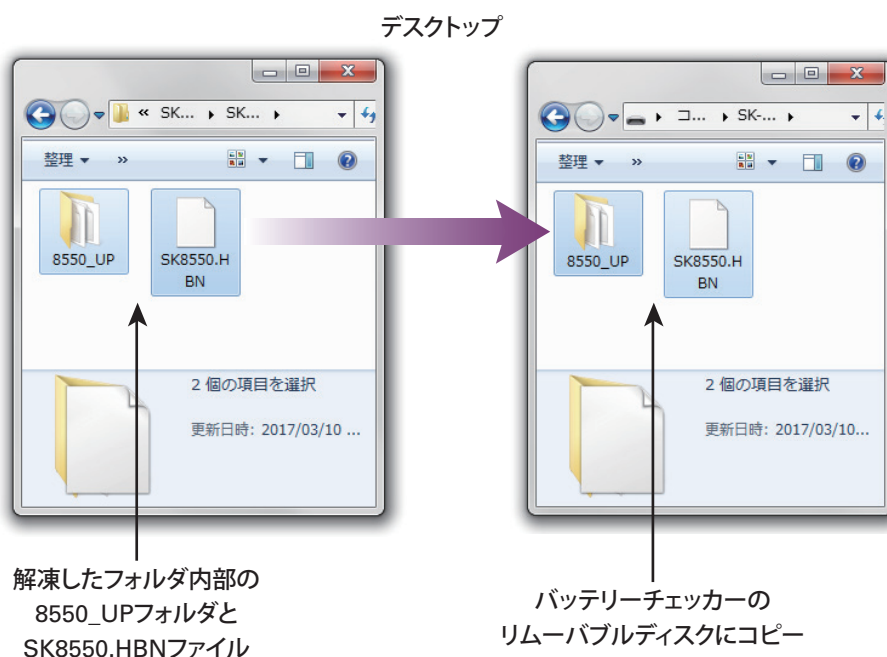 デスクトップ
« SK... ▸ SK... ▸
整理 ▼ »
8550_UP
SK8550.H
BN
2 個の項目を選択
更新日時: 2017/03/10 ...
解凍したフォルダ内部の
8550_UPフォルダと
SK8550.HBNファイル
▸ コ... ▸ SK-... ▸
整理 ▼ »
8550_UP
SK8550.H
BN
2 個の項目を選択
更新日時: 2017/03/10...
バッテリーチェッカーの
リムーバブルディスクにコピー